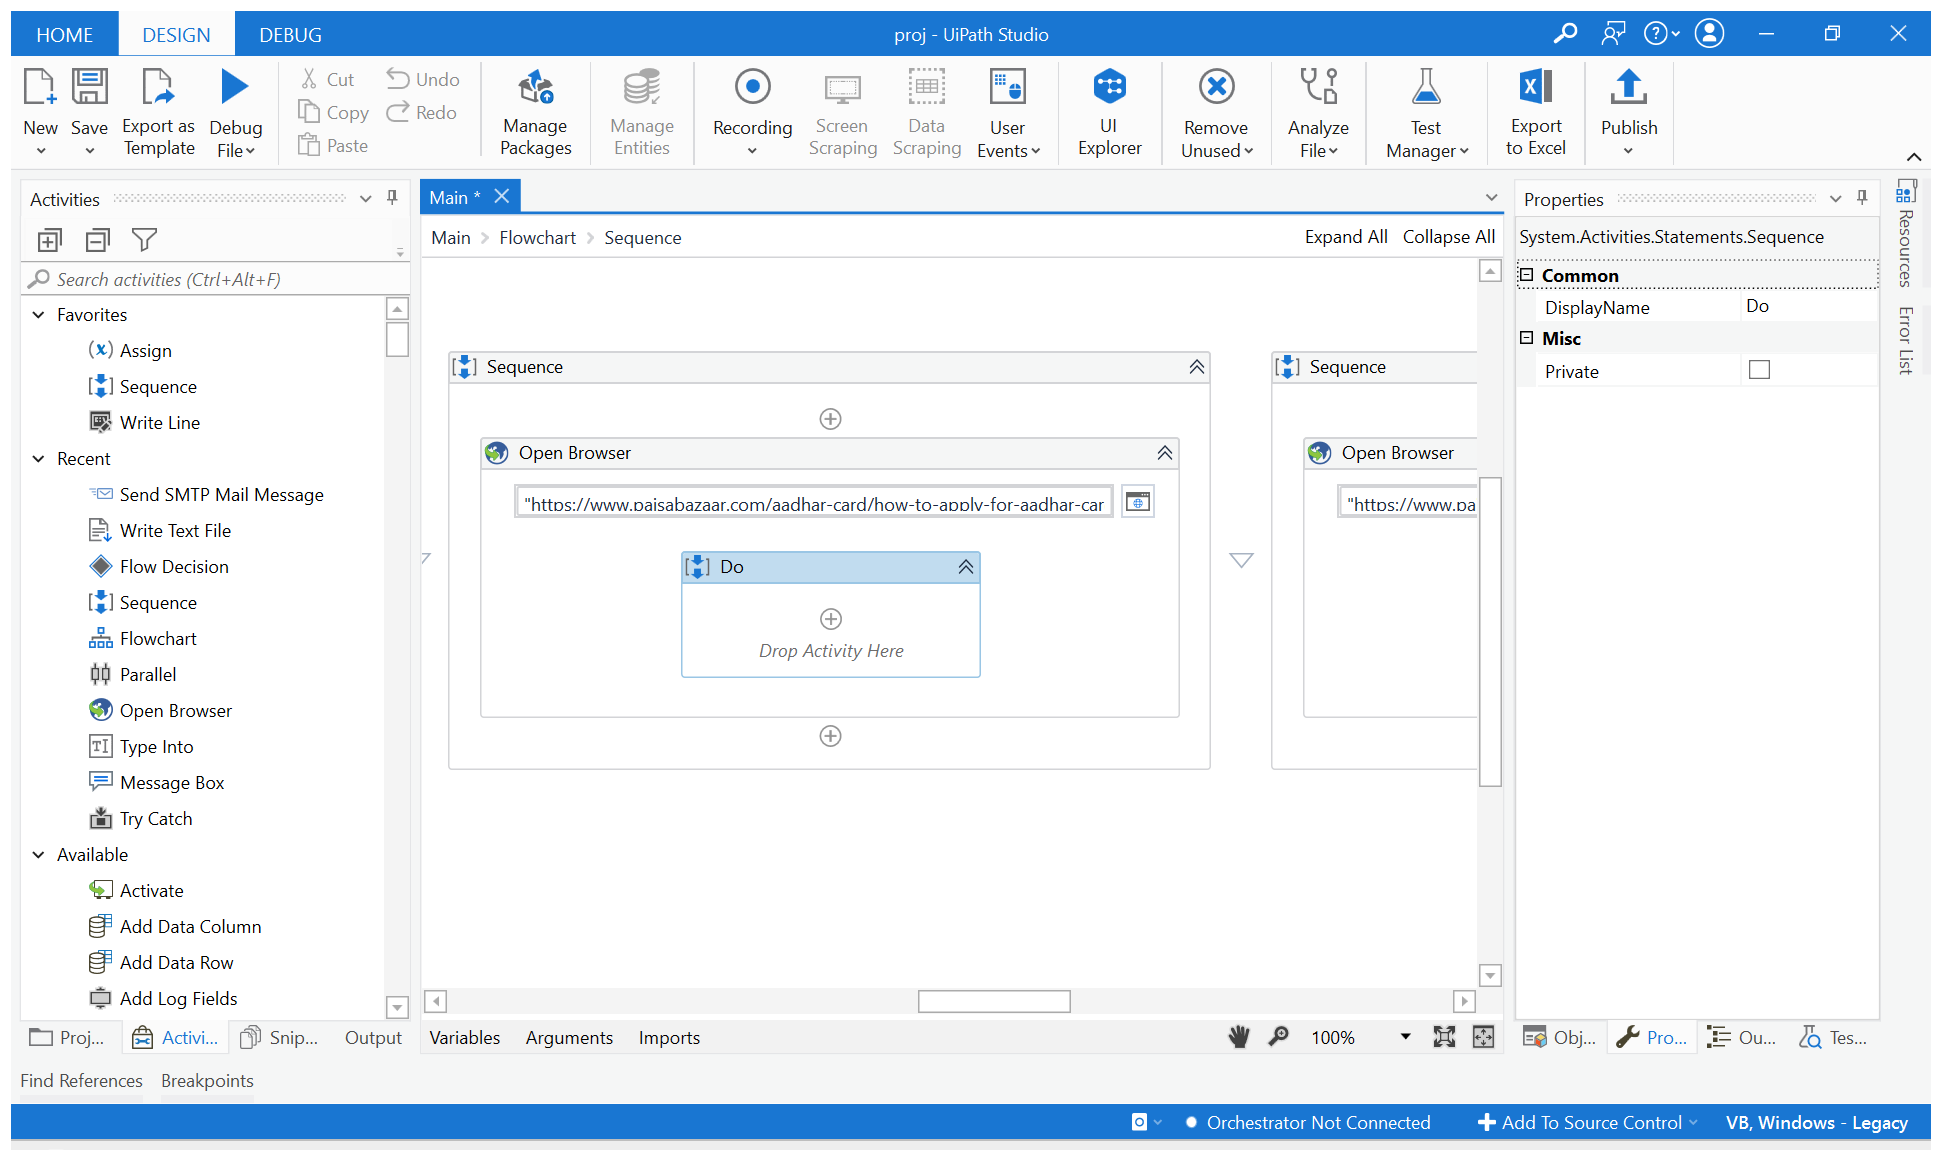 HOME DESIGN DEBUG proj - UiPath Studio
New Save Export as Template Debug File
Cut Copy Paste Undo Redo
Manage Packages Manage Entities Recording Screen Scraping Data Scraping User Events UI Explorer Remove Unused Analyze File Test Manager Export to Excel Publish
Activities
Search activities (Ctrl+Alt+F)
Favorites
Assign
Sequence
Write Line
Recent
Send SMTP Mail Message
Write Text File
Flow Decision
Sequence
Flowchart
Parallel
Open Browser
Type Into
Message Box
Try Catch
Available
Activate
Add Data Column
Add Data Row
Add Log Fields
Proj... Activi... Snip... Output
Main *
Main > Flowchart > Sequence Expand All Collapse All
Sequence
Open Browser
"https://www.paisabazaar.com/aadhar-card/how-to-apply-for-aadhar-car
Do
Drop Activity Here
Sequence
Open Browser
"https://www.pa
Variables Arguments Imports 100%
Properties
System.Activities.Statements.Sequence
Common
DisplayName Do
Misc
Private
Obj... Pro... Ou... Tes...
Resources
Error List
Find References Breakpoints
Orchestrator Not Connected Add To Source Control VB, Windows - Legacy